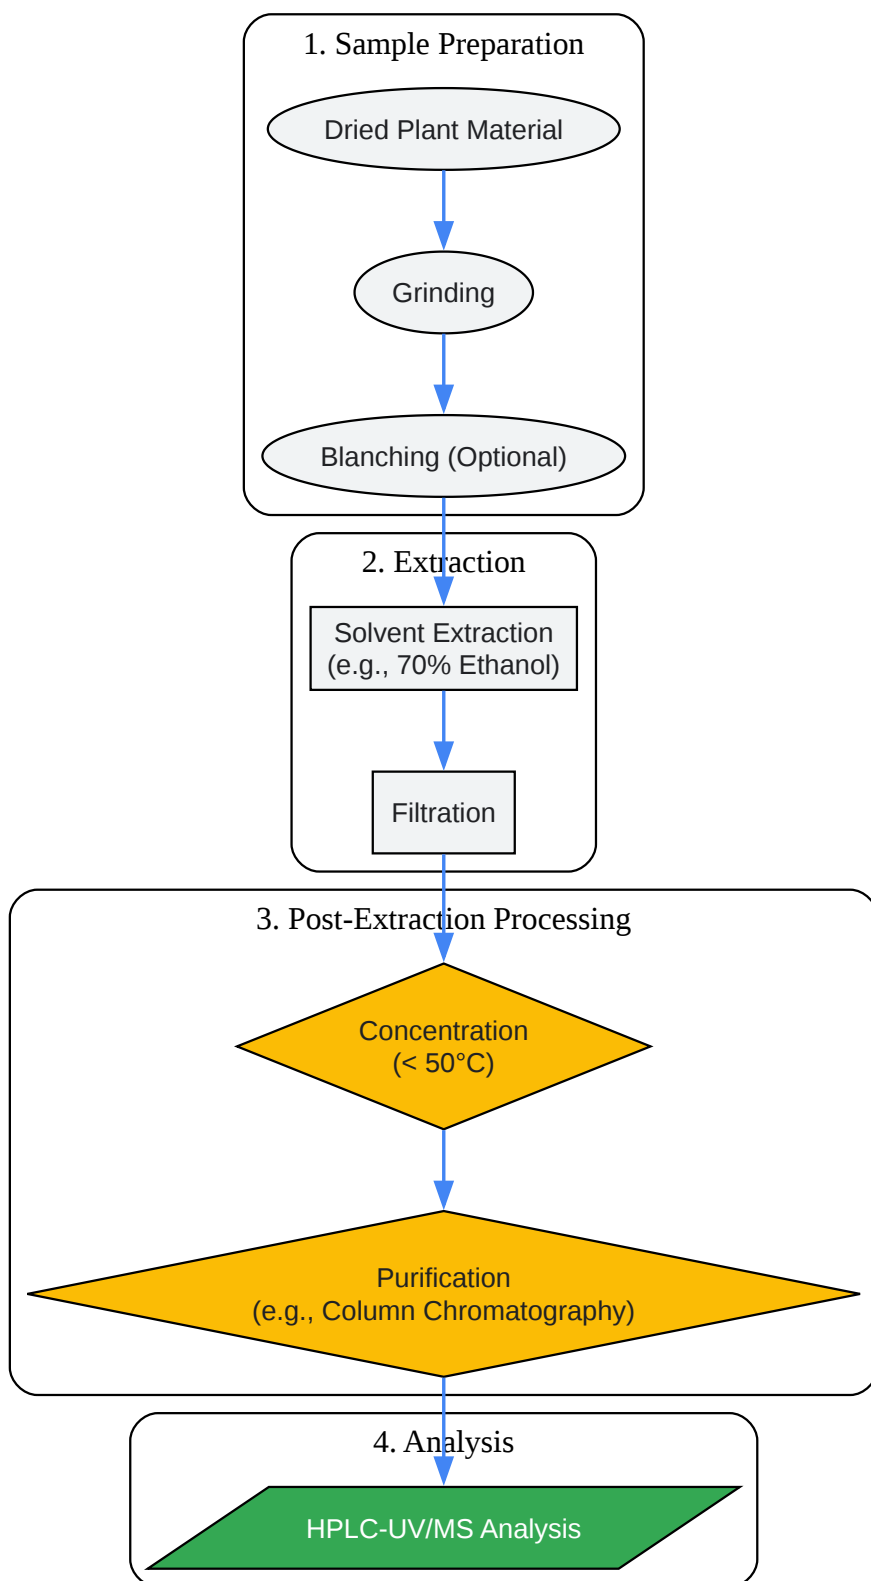 1. Sample Preparation
Dried Plant Material
Grinding
Blanching (Optional)
2. Extraction
Solvent Extraction
(e.g., 70% Ethanol)
Filtration
3. Post-Extraction Processing
Concentration
(< 50°C)
Purification
(e.g., Column Chromatography)
4. Analysis
HPLC-UV/MS Analysis